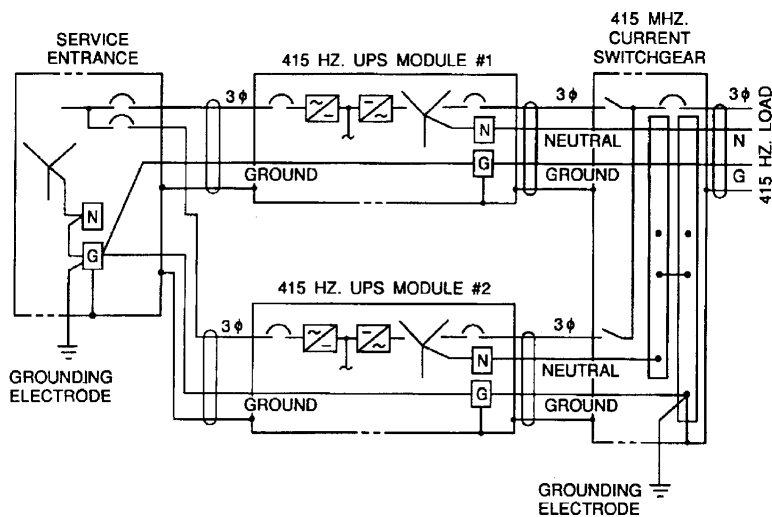 SERVICE
ENTRANCE
415 HZ. UPS MODULE #1
415 MHZ.
CURRENT
SWITCHGEAR
3ϕ
3ϕ
3ϕ
N
NEUTRAL
N
G
GROUND
GROUND
G
415 HZ. LOAD
N
G
415 HZ. UPS MODULE #2
3ϕ
3ϕ
N
NEUTRAL
G
GROUND
GROUND
GROUNDING
ELECTRODE
GROUNDING
ELECTRODE